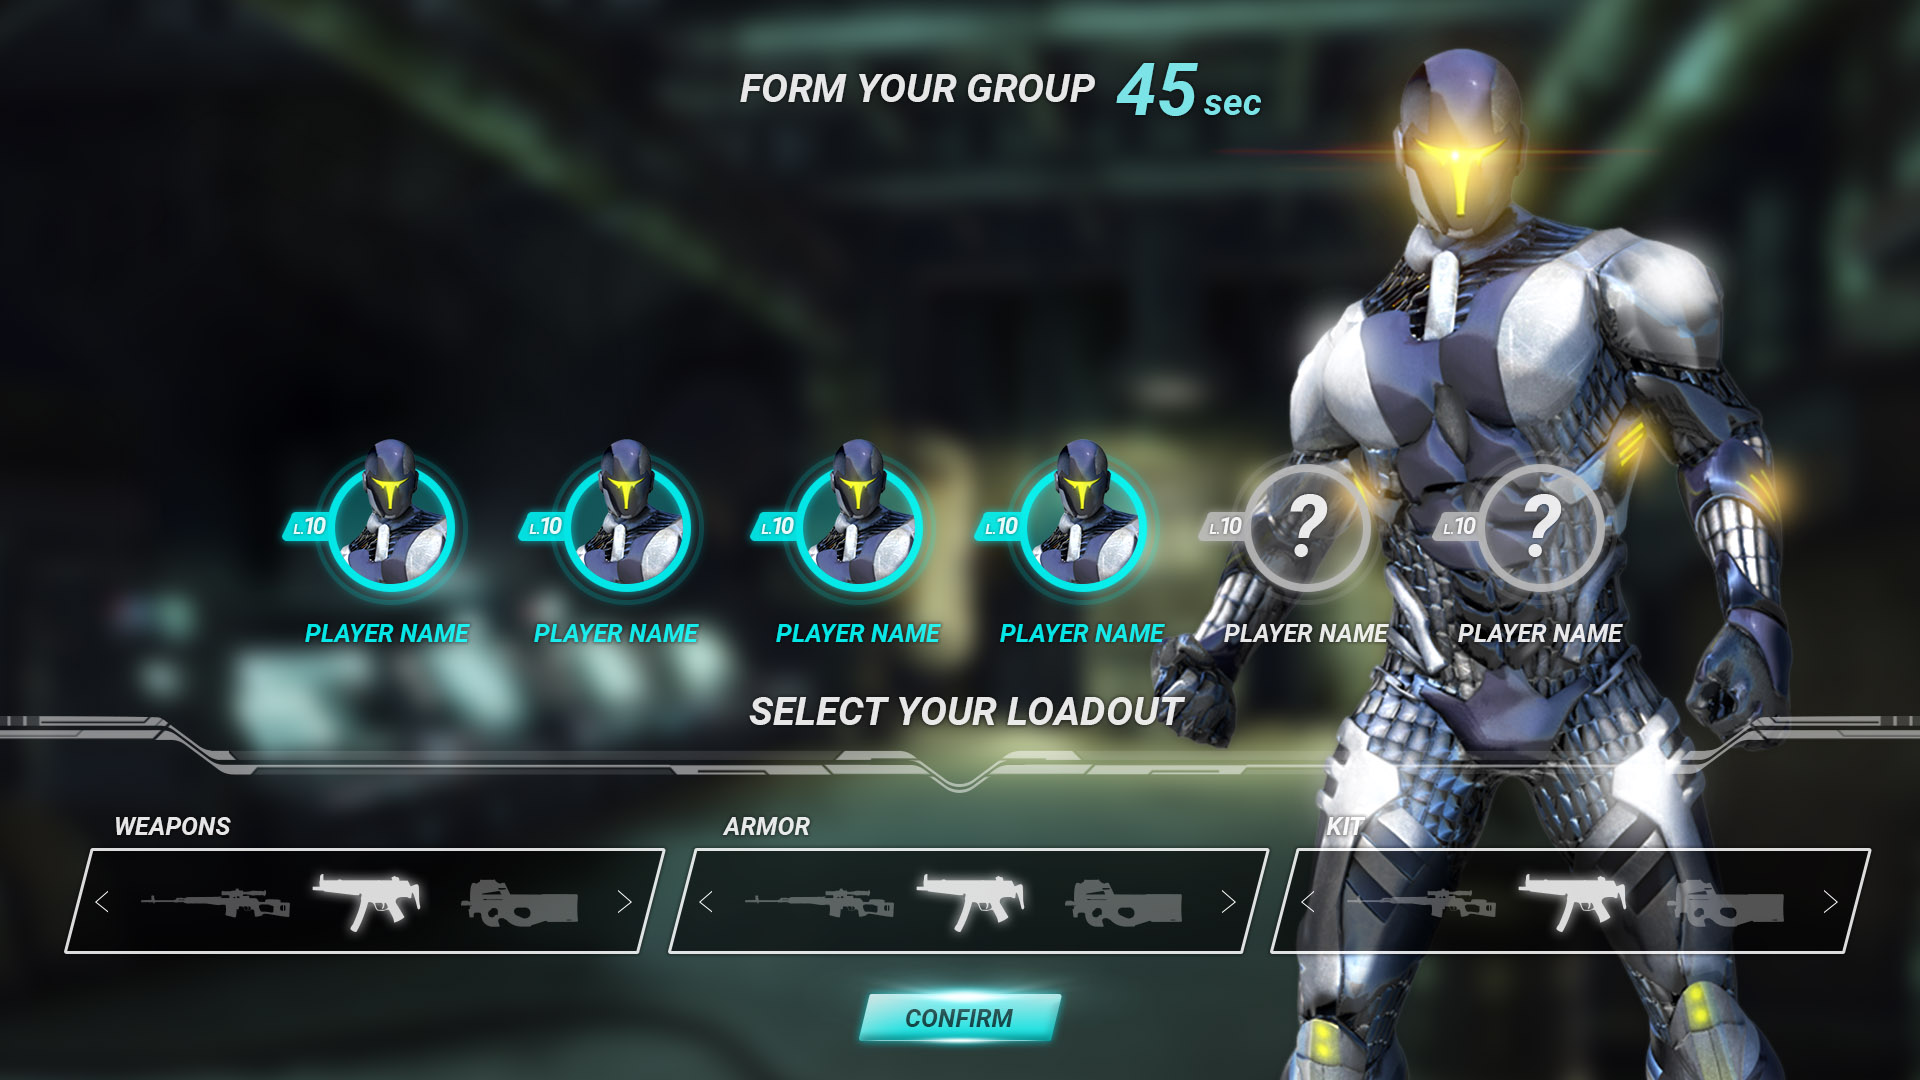 FORM YOUR GROUP 45 sec
L.10 L.10 L.10 L.10 L.10 ? L.10 ?
PLAYER NAME PLAYER NAME PLAYER NAME PLAYER NAME PLAYER NAME PLAYER NAME
SELECT YOUR LOADOUT
WEAPONS ARMOR KIT
CONFIRM